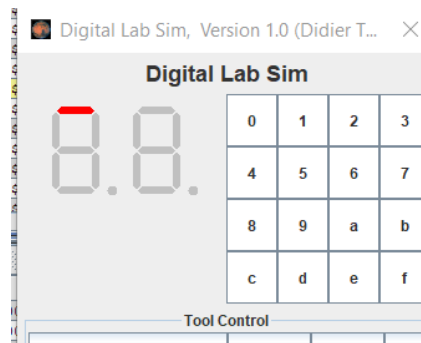 Digital Lab Sim, Version 1.0 (Didier T...
Digital Lab Sim
0 1 2 3
4 5 6 7
8 9 a b
c d e f
Tool Control